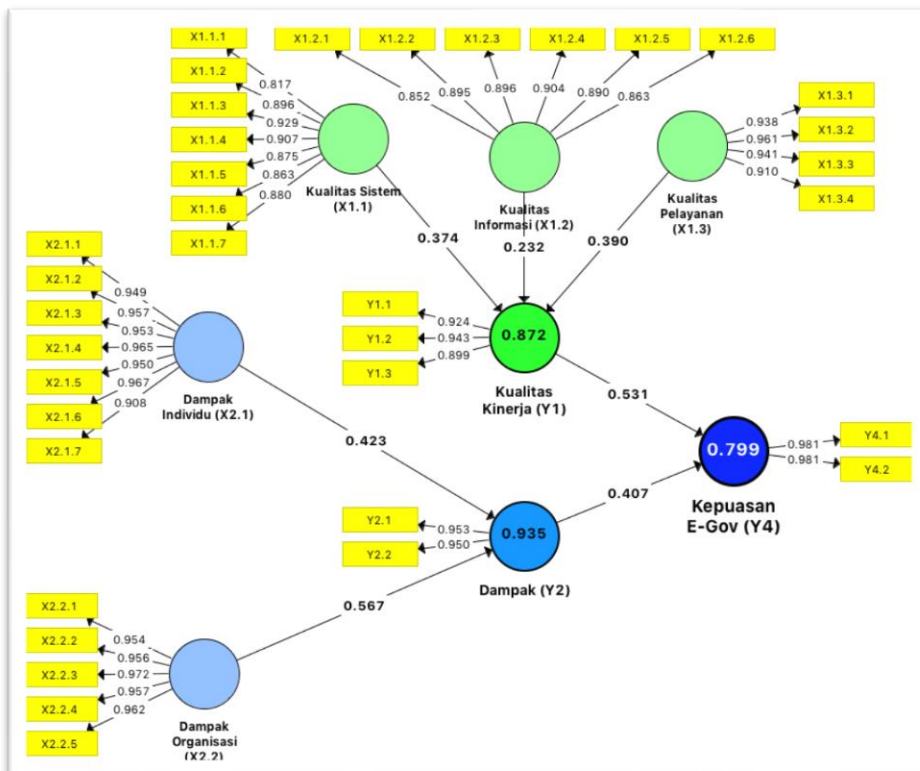 X1.1.1
X1.1.2
X1.1.3
X1.1.4
X1.1.5
X1.1.6
X1.1.7
0.817
0.896
0.929
0.907
0.875
0.863
0.880
Kualitas Sistem
(X1.1)
X1.2.1
X1.2.2
X1.2.3
X1.2.4
X1.2.5
X1.2.6
0.852
0.895
0.896
0.904
0.890
0.863
Kualitas
Informasi (X1.2)
X1.3.1
X1.3.2
X1.3.3
X1.3.4
0.938
0.961
0.941
0.910
Kualitas
Pelayanan
(X1.3)
0.374
0.232
0.390
X2.1.1
X2.1.2
X2.1.3
X2.1.4
X2.1.5
X2.1.6
X2.1.7
0.949
0.957
0.953
0.965
0.950
0.967
0.908
Dampak
Individu (X2.1)
Y1.1
Y1.2
Y1.3
0.924
0.943
0.899
0.872
Kualitas
Kinerja (Y1)
0.531
0.423
0.799
Kepuasan
E-Gov (Y4)
0.981
0.981
Y4.1
Y4.2
0.407
Y2.1
Y2.2
0.953
0.950
0.935
Dampak (Y2)
0.567
X2.2.1
X2.2.2
X2.2.3
X2.2.4
X2.2.5
0.954
0.956
0.972
0.957
0.962
Dampak
Organisasi
(X2.2)